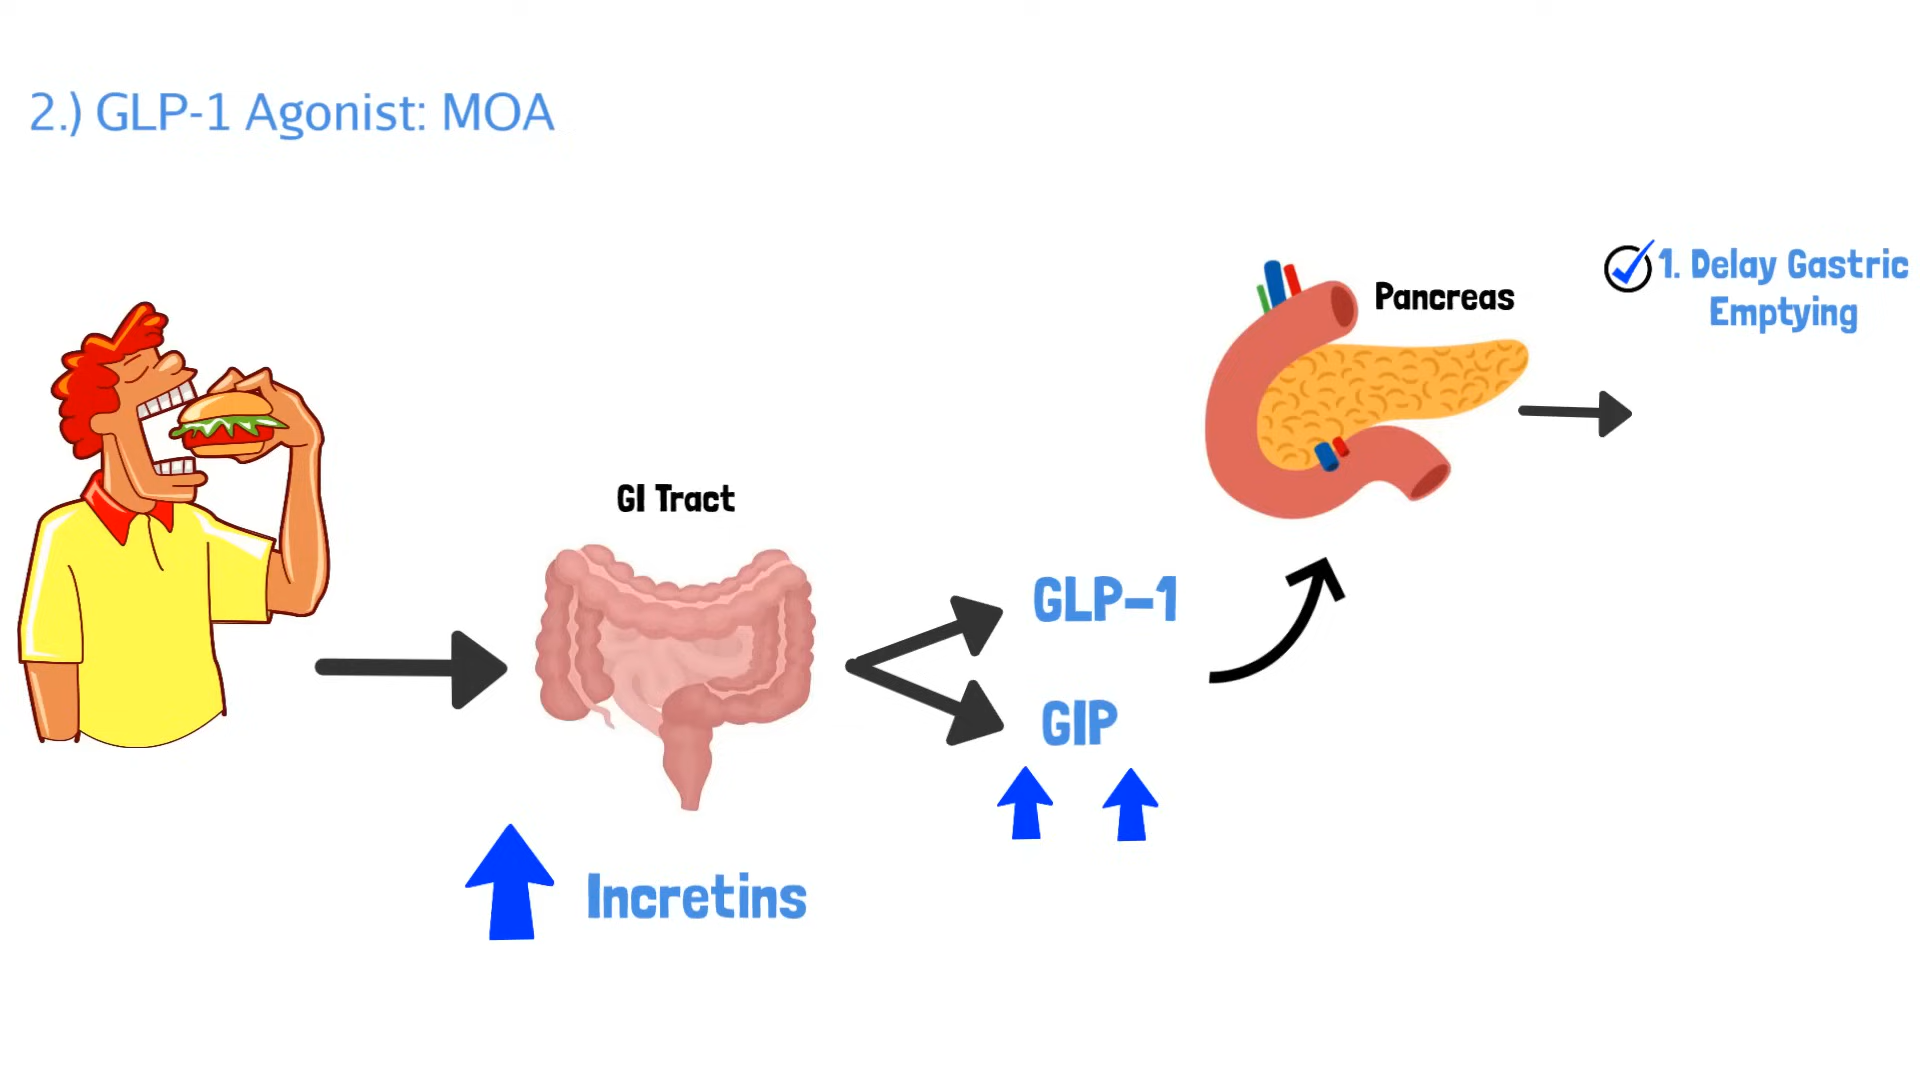 2.) GLP-1 Agonist: MOA
1. Delay Gastric
Emptying
Pancreas
GI Tract
GLP-1
GIP
Incretins